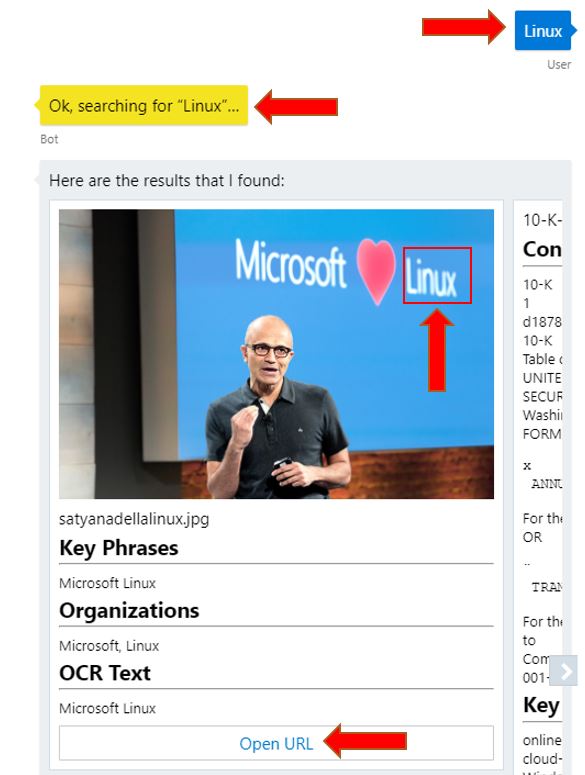 Linux
User
Ok, searching for “Linux”...
Bot
Here are the results that I found:
Microsoft
Linux
satyanadellalinux.jpg
Key Phrases
Microsoft Linux
Organizations
Microsoft, Linux
OCR Text
Microsoft Linux
Open URL
10-K-
Con
10-K
1
d1878
10-K
Table
UNITE
SECUR
Washi
FORM
x
ANNU
For the
OR
..
TRAN
For the
to
Com
001-
Key
online
cloud-